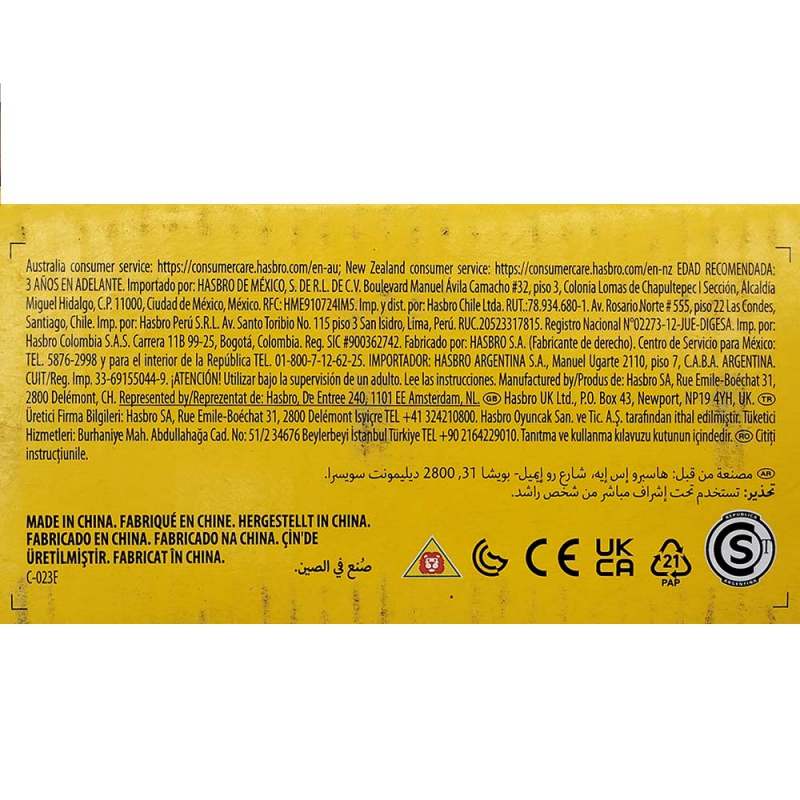 Australia consumer service: https://consumercare.hasbro.com/en-au; New Zealand consumer service: https://consumercare.hasbro.com/en-nz EDAD RECOMENDADA:
3 AÑOS EN ADELANTE. Importado por: HASBRO DE MÉXICO, S. DE R.L. DE C.V. Boulevard Manuel Ávila Camacho #32, piso 3, Colonia Lomas de Chapultepec I Sección, Alcaldía
Miguel Hidalgo, C.P. 11000, Ciudad de México, México. RFC: HME910724IM5. Imp. y dist. por: Hasbro Chile Ltda. RUT.:78.934.680-1. Av. Rosario Norte # 555, piso 22 Las Condes,
Santiago, Chile. Imp. por: Hasbro Perú S.R.L. Av. Santo Toribio No. 115 piso 3 San Isidro, Lima, Perú. RUC.20523317815. Registro Nacional N°02273-12-JUE-DIGESA. Imp. por:
Hasbro Colombia S.A.S. Carrera 11B 99-25, Bogotá, Colombia. Reg. SIC #900362742. Fabricado por: HASBRO S.A. (Fabricante de derecho). Centro de Servicio para México:
TEL. 5876-2998 y para el interior de la República TEL. 01-800-7-12-62-25. IMPORTADOR: HASBRO ARGENTINA S.A., Manuel Ugarte 2110, piso 7, C.A.B.A. ARGENTINA.
CUIT/Reg. Imp. 33-69155044-9. ¡ATENCIÓN! Utilizar bajo la supervisión de un adulto. Lee las instrucciones. Manufactured by/Produs de: Hasbro SA, Rue Emile-Boéchat 31,
2800 Delémont, CH. Represented by/Reprezentat de: Hasbro, De Entree 240, 1101 EE Amsterdam, NL. GB Hasbro UK Ltd., P.O. Box 43, Newport, NP19 4YH, UK. TR
Üretici Firma Bilgileri: Hasbro SA, Rue Emile-Boéchat 31, 2800 Delémont İsviçre TEL +41 324210800. Hasbro Oyuncak San. ve Tic. A.Ş. tarafından ithal edilmiştir. Tüketici
Hizmetleri: Burhaniye Mah. Abdullahağa Cad. No: 51/2 34676 Beylerbeyi İstanbul Türkiye TEL +90 2164229010. Tanıtma ve kullanma kılavuzu kutunun içindedir. RO Citiți
instrucțiunile.
AR مصنعة من قبل: هاسبرو إس إيه، شارع رو إيميل- بويشا 31, 2800 ديليمونت سويسرا.
تحذير: تستخدم تحت إشراف مباشر من شخص راشد.
MADE IN CHINA. FABRIQUÉ EN CHINE. HERGESTELLT IN CHINA.
FABRICADO EN CHINA. FABRICADO NA CHINA. ÇİN'DE
ÜRETİLMİŞTİR. FABRICAT ÎN CHINA.
صُنع في الصين.
C-023F
CE
UK
CA
21
PAP
REPUBLICA
S
ARGENTINA